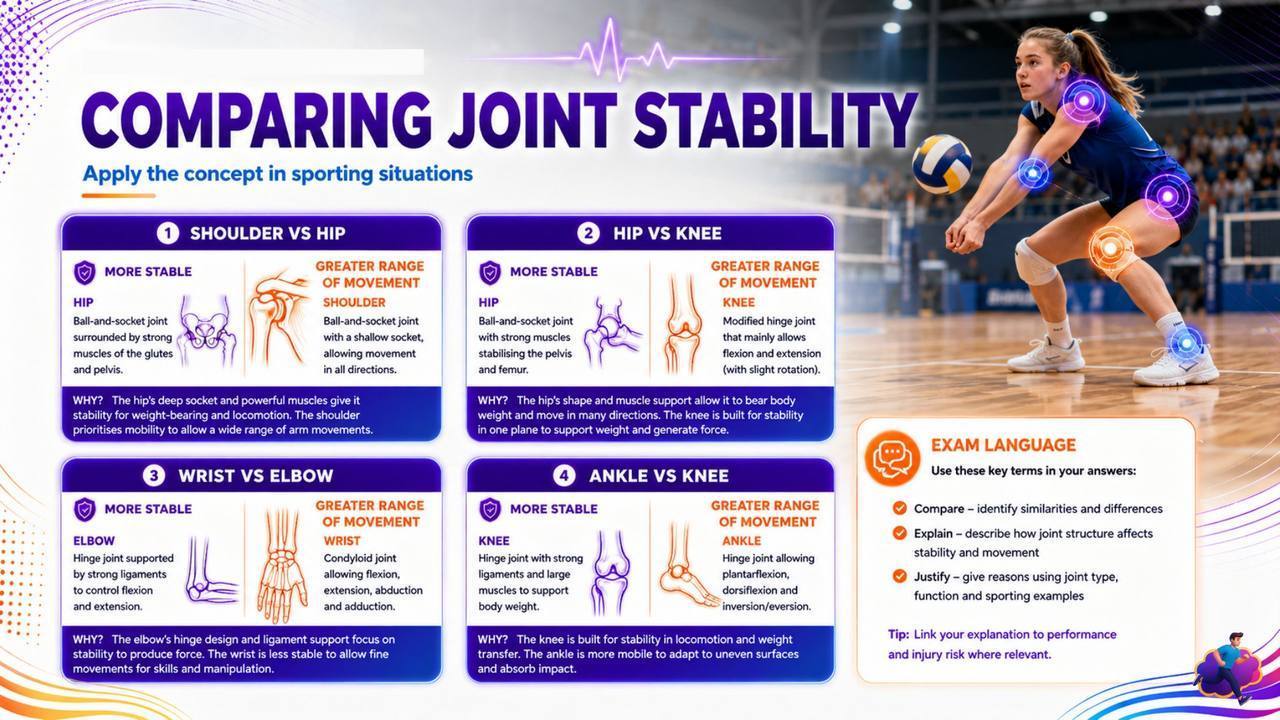 COMPARING JOINT STABILITY
Apply the concept in sporting situations
1 SHOULDER VS HIP
MORE STABLE
HIP
Ball-and-socket joint
surrounded by strong
muscles of the glutes
and pelvis.
GREATER RANGE
OF MOVEMENT
SHOULDER
Ball-and-socket joint
with a shallow socket,
allowing movement
in all directions.
WHY? The hip's deep socket and powerful muscles give it
stability for weight-bearing and locomotion. The shoulder
prioritises mobility to allow a wide range of arm movements.
2 HIP VS KNEE
MORE STABLE
HIP
Ball-and-socket joint
with strong muscles
stabilising the pelvis
and femur.
GREATER RANGE
OF MOVEMENT
KNEE
Modified hinge joint
that mainly allows
flexion and extension
(with slight rotation).
WHY? The hip's shape and muscle support allow it to bear body
weight and move in many directions. The knee is built for stability
in one plane to support weight and generate force.
3 WRIST VS ELBOW
MORE STABLE
ELBOW
Hinge joint supported
by strong ligaments
to control flexion
and extension.
GREATER RANGE
OF MOVEMENT
WRIST
Condyloid joint
allowing flexion,
extension, abduction
and adduction.
WHY? The elbow's hinge design and ligament support focus on
stability to produce force. The wrist is less stable to allow fine
movements for skills and manipulation.
4 ANKLE VS KNEE
MORE STABLE
KNEE
Hinge joint with strong
ligaments and large
muscles to support
body weight.
GREATER RANGE
OF MOVEMENT
ANKLE
Hinge joint allowing
plantarflexion,
dorsiflexion and
inversion/eversion.
WHY? The knee is built for stability in locomotion and weight
transfer. The ankle is more mobile to adapt to uneven surfaces
and absorb impact.
EXAM LANGUAGE
Use these key terms in your answers:
Compare – identify similarities and differences
Explain – describe how joint structure affects
stability and movement
Justify – give reasons using joint type,
function and sporting examples
Tip: Link your explanation to performance
and injury risk where relevant.